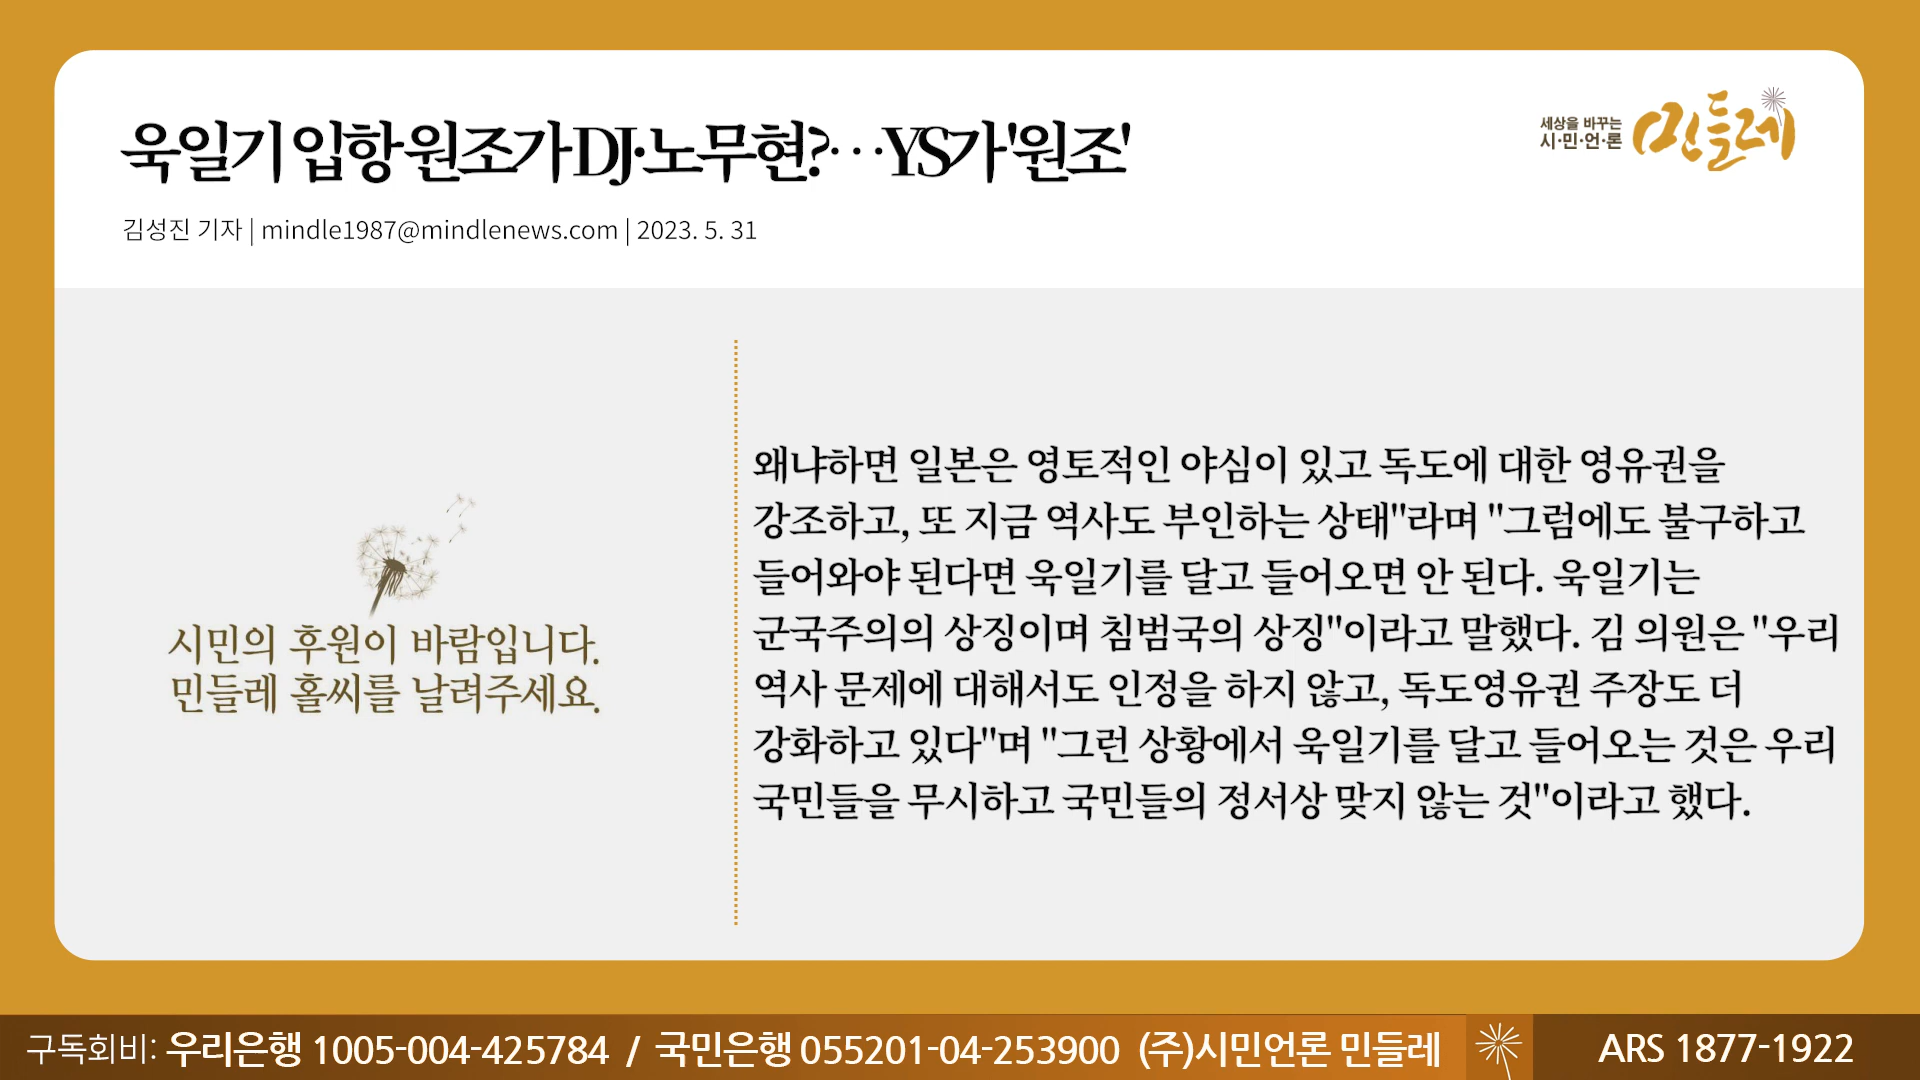 욱일기 입항 원조가 DJ·노무현?…YS가 '원조'
김성진 기자 | mindle1987@mindlenews.com | 2023. 5. 31
세상을 바꾸는
시·민·언·론
민들레
왜냐하면 일본은 영토적인 야심이 있고 독도에 대한 영유권을
강조하고, 또 지금 역사도 부인하는 상태"라며 "그럼에도 불구하고
들어와야 된다면 욱일기를 달고 들어오면 안 된다. 욱일기는
군국주의의 상징이며 침범국의 상징"이라고 말했다. 김 의원은 "우리
역사 문제에 대해서도 인정을 하지 않고, 독도영유권 주장도 더
강화하고 있다"며 "그런 상황에서 욱일기를 달고 들어오는 것은 우리
국민들을 무시하고 국민들의 정서상 맞지 않는 것"이라고 했다.
시민의 후원이 바람입니다.
민들레 홀씨를 날려주세요.
구독회비: 우리은행 1005-004-425784 / 국민은행 055201-04-253900 (주)시민언론 민들레
ARS 1877-1922